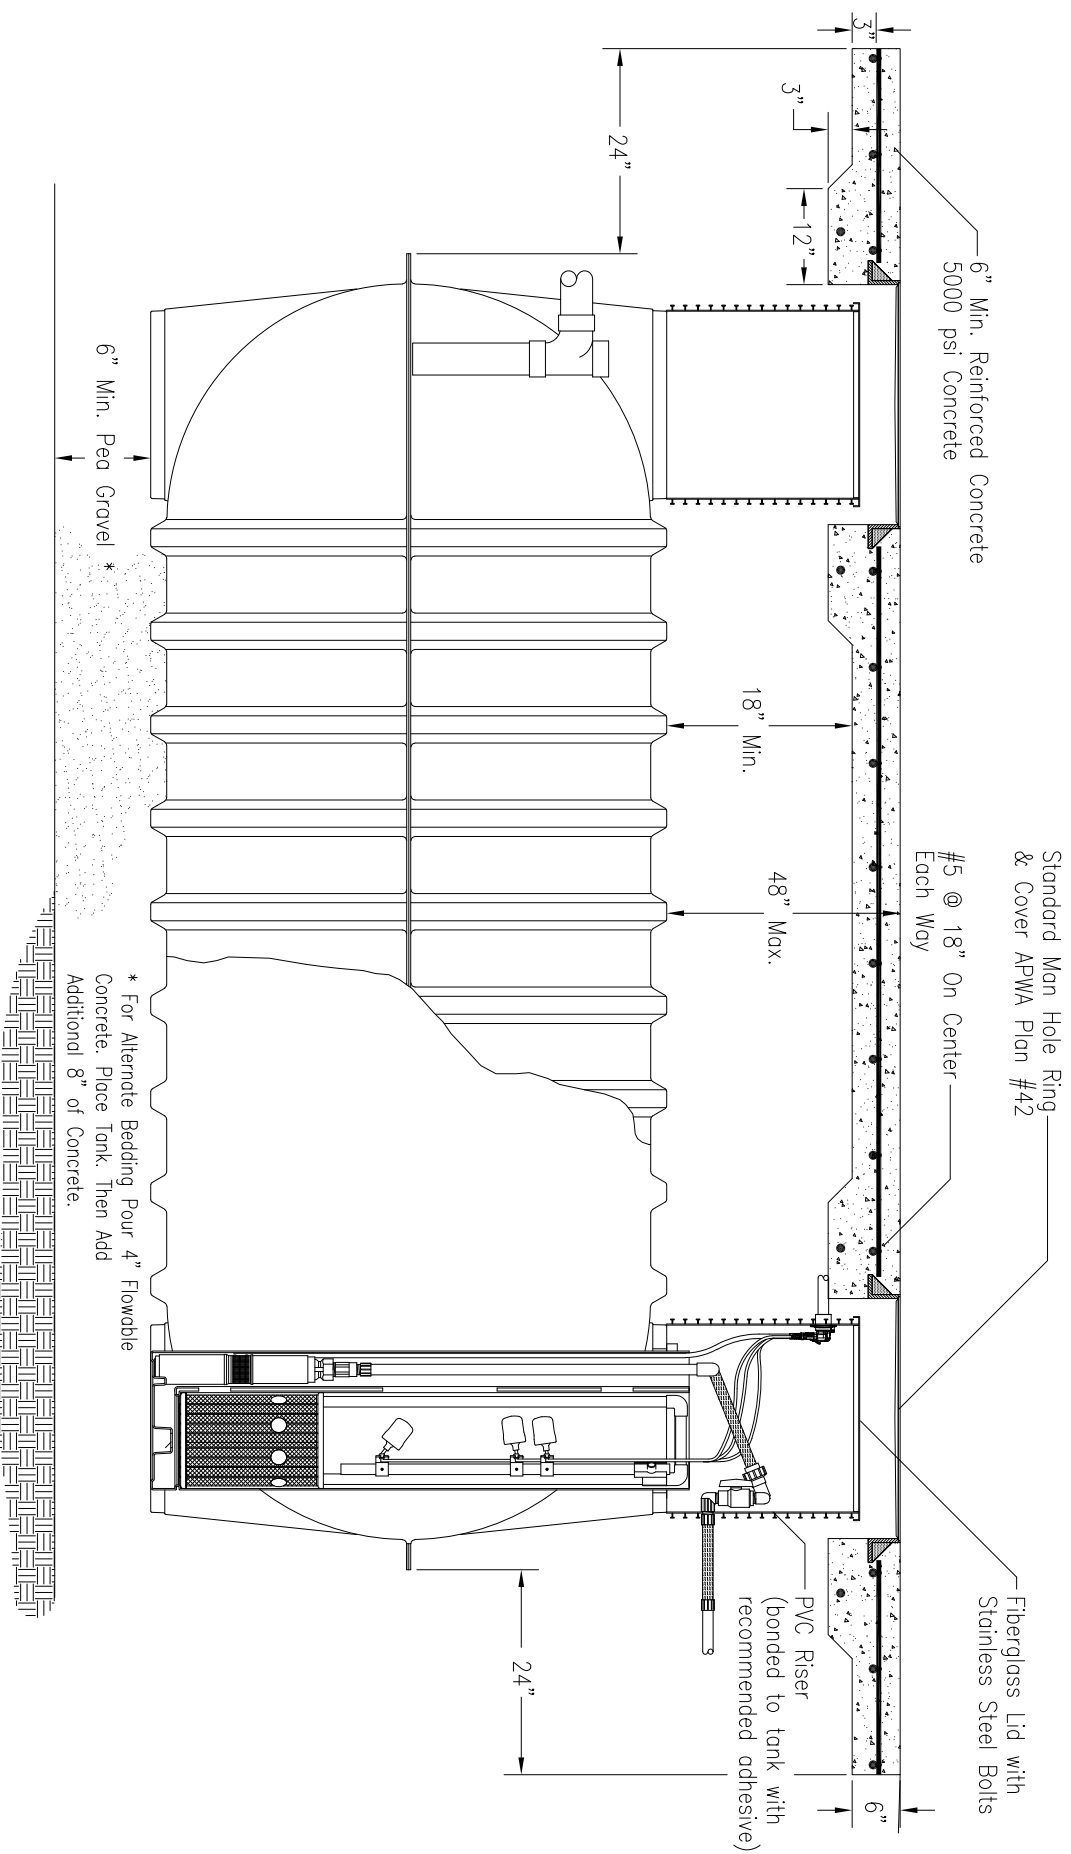 Standard Man Hole Ring
& Cover APWA Plan #42
Fiberglass Lid with
Stainless Steel Bolts
6” Min. Reinforced Concrete
5000 psi Concrete
#5 @ 18” On Center
Each Way
3”
6”
3”
12”
24”
18” Min.
48” Max.
PVC Riser
(bonded to tank with
recommended adhesive)
24”
6” Min. Pea Gravel *
* For Alternate Bedding Pour 4” Flowable
Concrete. Place Tank. Then Add
Additional 8” of Concrete.